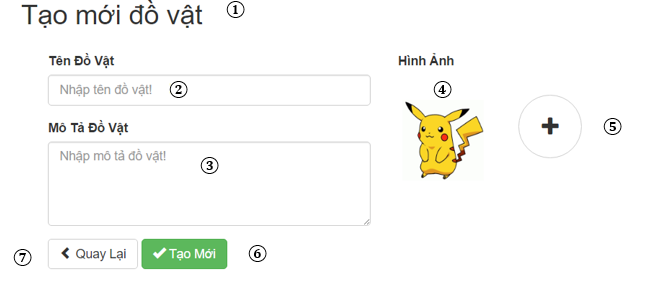 Tạo mới đồ vật ①
Tên Đồ Vật
Nhập tên đồ vật! ②
Mô Tả Đồ Vật
Nhập mô tả đồ vật! ③
Hình Ảnh
④
⑤
⑦ Quay Lại
Tạo Mới ⑥